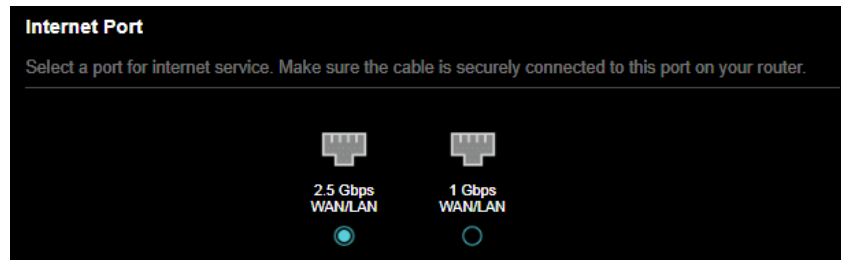 Internet Port
Select a port for internet service. Make sure the cable is securely connected to this port on your router.
2.5 Gbps
WAN/LAN
1 Gbps
WAN/LAN